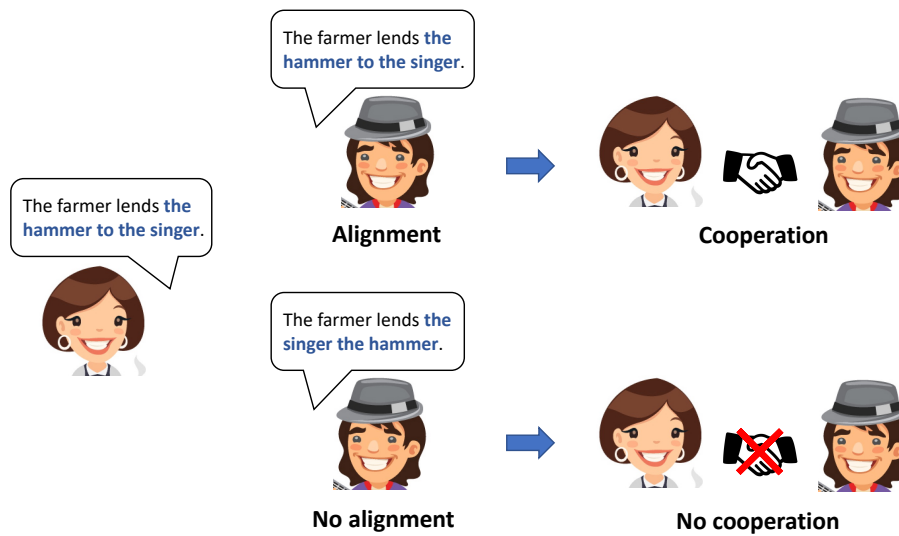 The farmer lends the
hammer to the singer.
The farmer lends the
hammer to the singer.
Alignment
Cooperation
The farmer lends the
singer the hammer.
No alignment
No cooperation